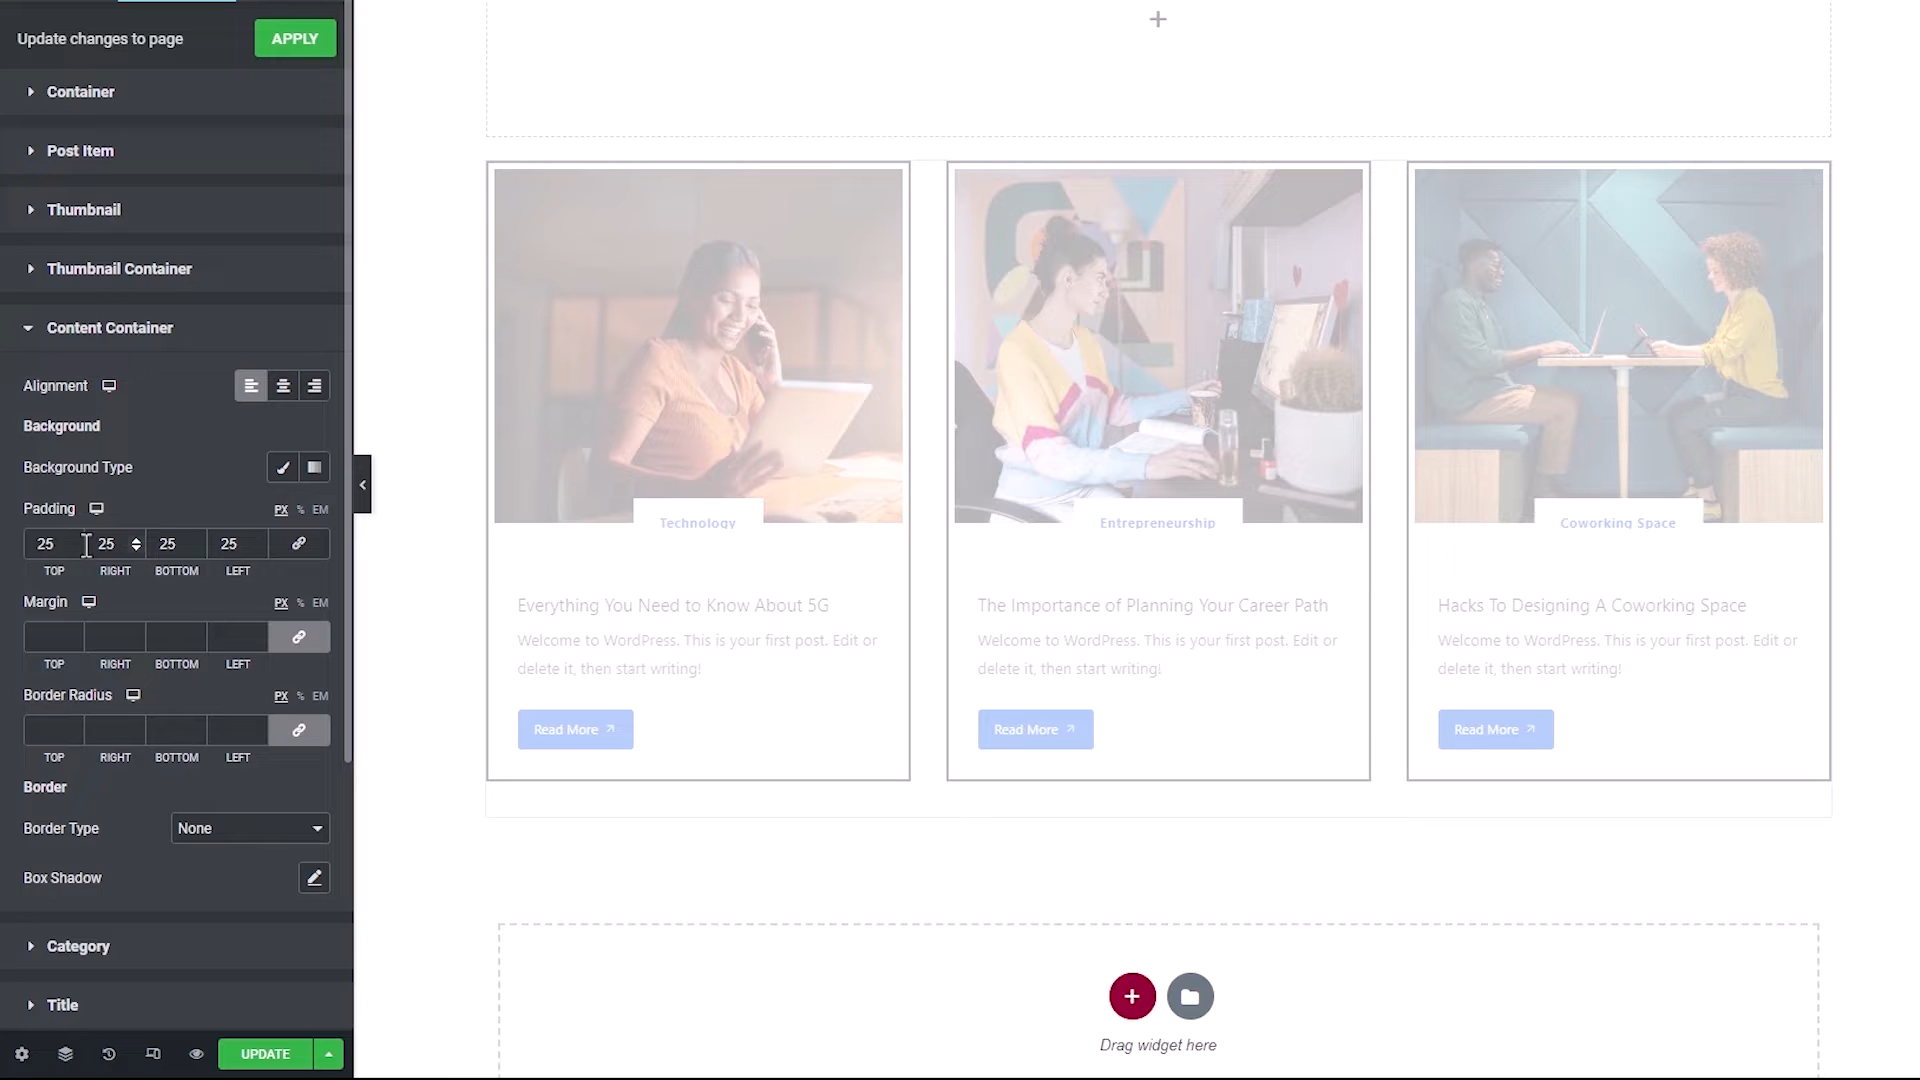 Update changes to page
APPLY
Container
Post Item
Thumbnail
Thumbnail Container
Content Container
Alignment
Background
Background Type
Padding PX % EM
25 25 25 25
TOP RIGHT BOTTOM LEFT
Margin PX % EM
TOP RIGHT BOTTOM LEFT
Border Radius PX % EM
TOP RIGHT BOTTOM LEFT
Border
Border Type None
Box Shadow
Category
Title
UPDATE
Technology
Everything You Need to Know About 5G
Welcome to WordPress. This is your first post. Edit or
delete it, then start writing!
Read More
Entrepreneurship
The Importance of Planning Your Career Path
Welcome to WordPress. This is your first post. Edit or
delete it, then start writing!
Read More
Coworking Space
Hacks To Designing A Coworking Space
Welcome to WordPress. This is your first post. Edit or
delete it, then start writing!
Read More
Drag widget here